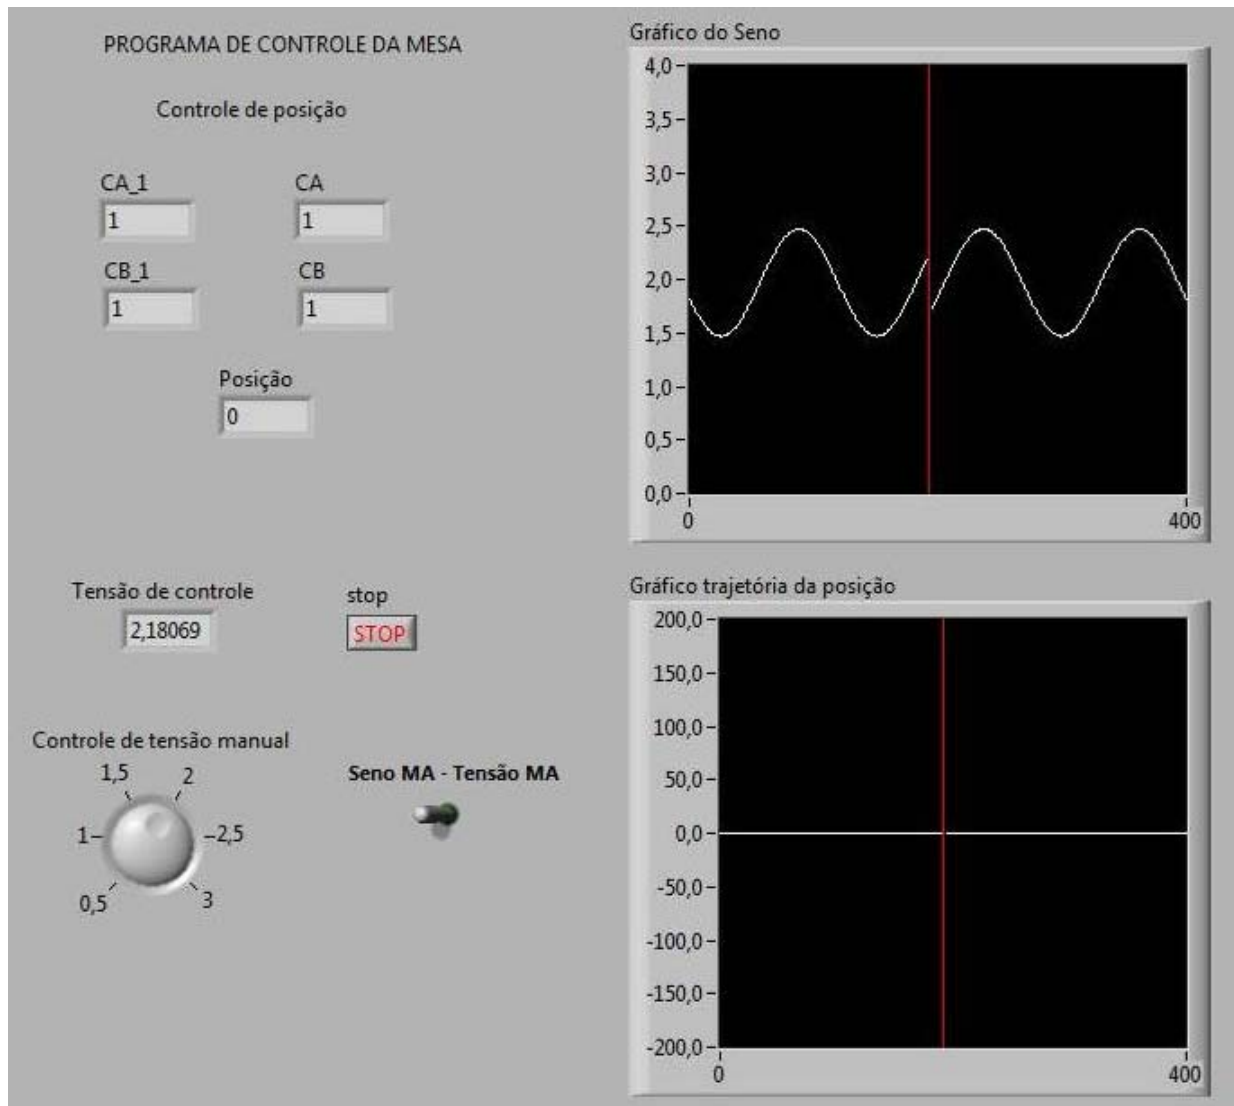 PROGRAMA DE CONTROLE DA MESA
Controle de posição
CA_1
CA
1
1
CB_1
CB
1
1
Posição
0
Tensão de controle
stop
2,18069
STOP
Controle de tensão manual
1,5
2
1
2,5
0,5
3
Seno MA - Tensão MA
Gráfico do Seno
4,0
3,5
3,0
2,5
2,0
1,5
1,0
0,5
0,0
0
400
Gráfico trajetória da posição
200,0
150,0
100,0
50,0
0,0
-50,0
-100,0
-150,0
-200,0
0
400